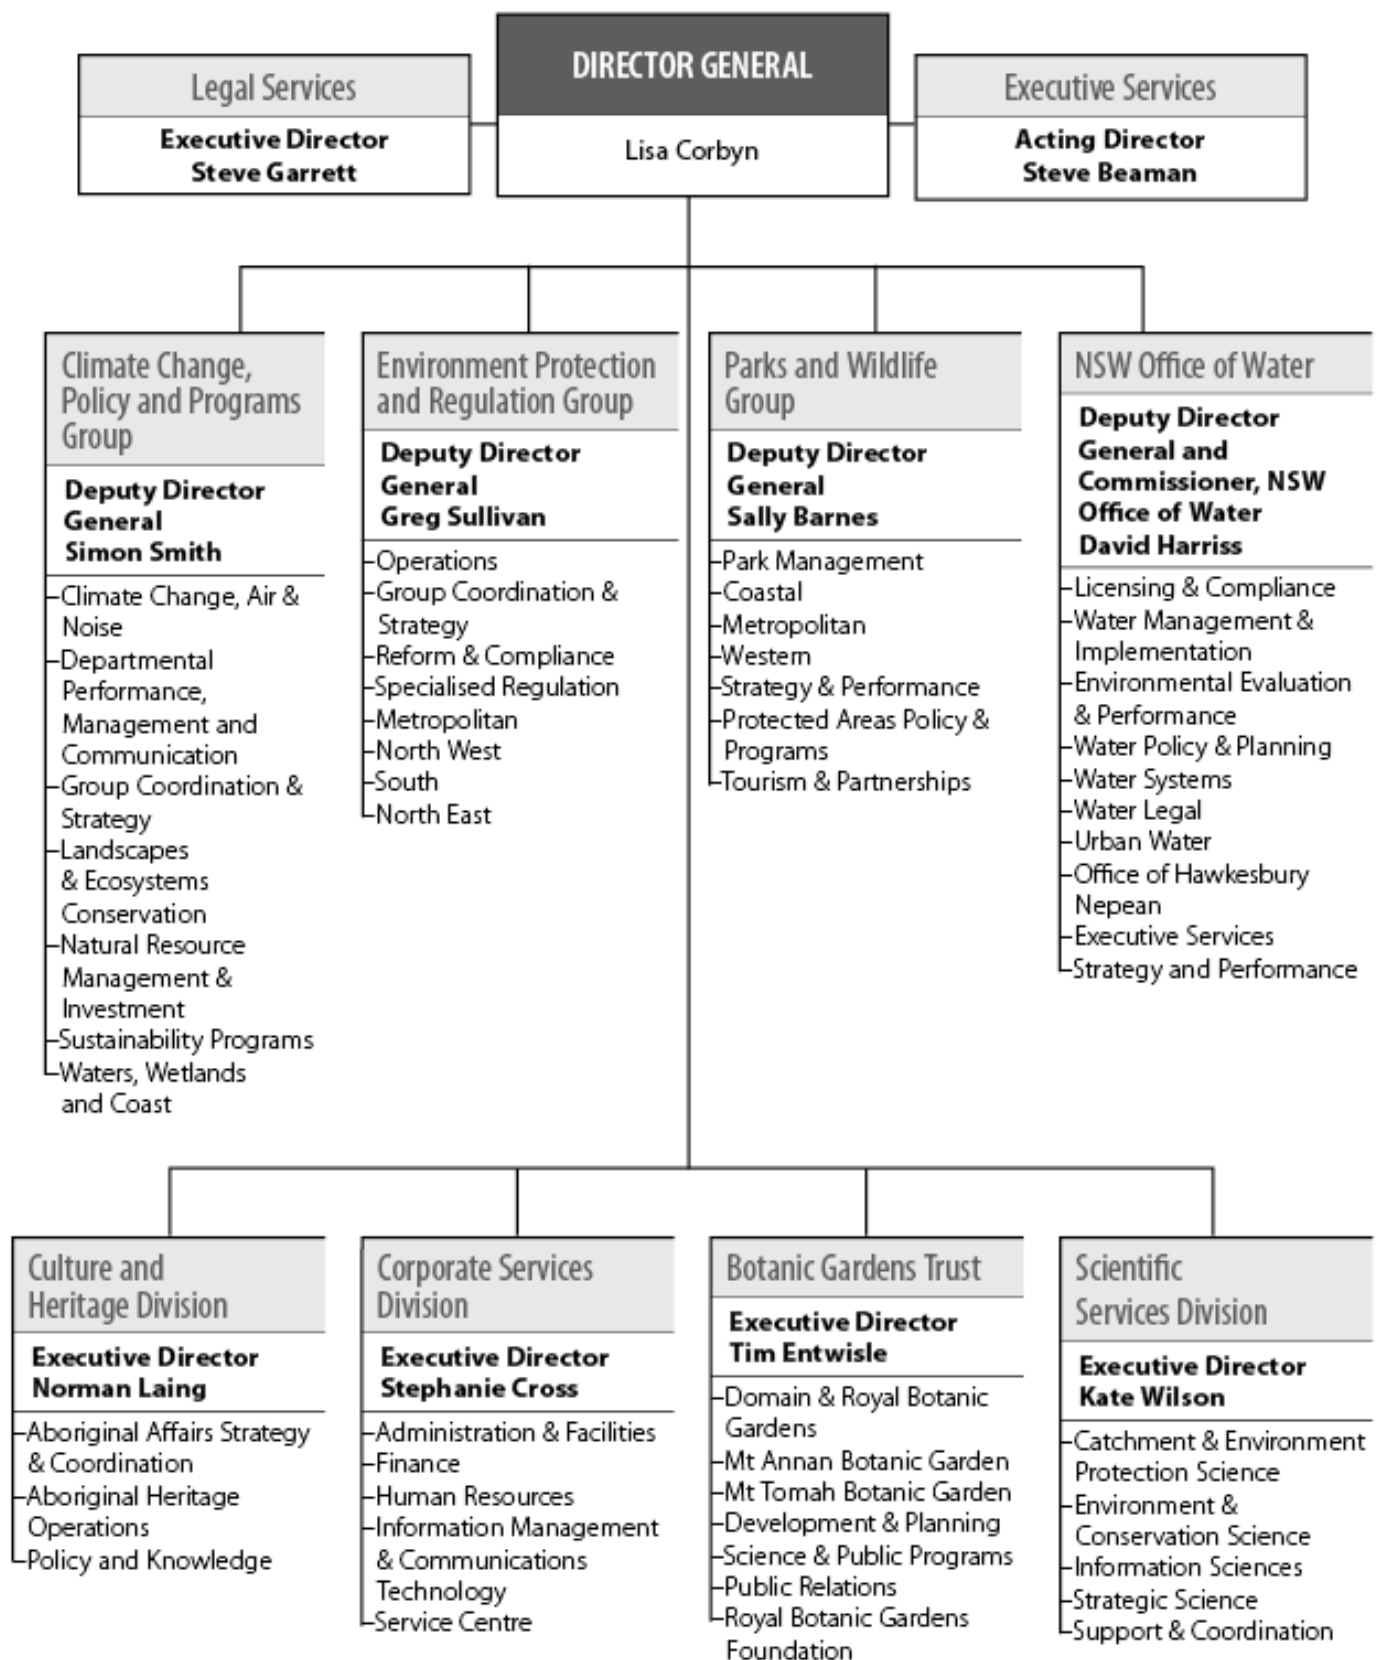 DIRECTOR GENERAL
Lisa Corbyn
Legal Services
Executive Director
Steve Garrett
Executive Services
Acting Director
Steve Beaman
Climate Change,
Policy and Programs
Group
Deputy Director
General
Simon Smith
Climate Change, Air &
Noise
Departmental
Performance,
Management and
Communication
Group Coordination &
Strategy
Landscapes
& Ecosystems
Conservation
Natural Resource
Management &
Investment
Sustainability Programs
Waters, Wetlands
and Coast
Environment Protection
and Regulation Group
Deputy Director
General
Greg Sullivan
Operations
Group Coordination &
Strategy
Reform & Compliance
Specialised Regulation
Metropolitan
North West
South
North East
Parks and Wildlife
Group
Deputy Director
General
Sally Barnes
Park Management
Coastal
Metropolitan
Western
Strategy & Performance
Protected Areas Policy &
Programs
Tourism & Partnerships
NSW Office of Water
Deputy Director
General and
Commissioner, NSW
Office of Water
David Harriss
Licensing & Compliance
Water Management &
Implementation
Environmental Evaluation
& Performance
Water Policy & Planning
Water Systems
Water Legal
Urban Water
Office of Hawkesbury
Nepean
Executive Services
Strategy and Performance
Culture and
Heritage Division
Executive Director
Norman Laing
Aboriginal Affairs Strategy
& Coordination
Aboriginal Heritage
Operations
Policy and Knowledge
Corporate Services
Division
Executive Director
Stephanie Cross
Administration & Facilities
Finance
Human Resources
Information Management
& Communications
Technology
Service Centre
Botanic Gardens Trust
Executive Director
Tim Entwisle
Domain & Royal Botanic
Gardens
Mt Annan Botanic Garden
Mt Tomah Botanic Garden
Development & Planning
Science & Public Programs
Public Relations
Royal Botanic Gardens
Foundation
Scientific
Services Division
Executive Director
Kate Wilson
Catchment & Environment
Protection Science
Environment &
Conservation Science
Information Sciences
Strategic Science
Support & Coordination